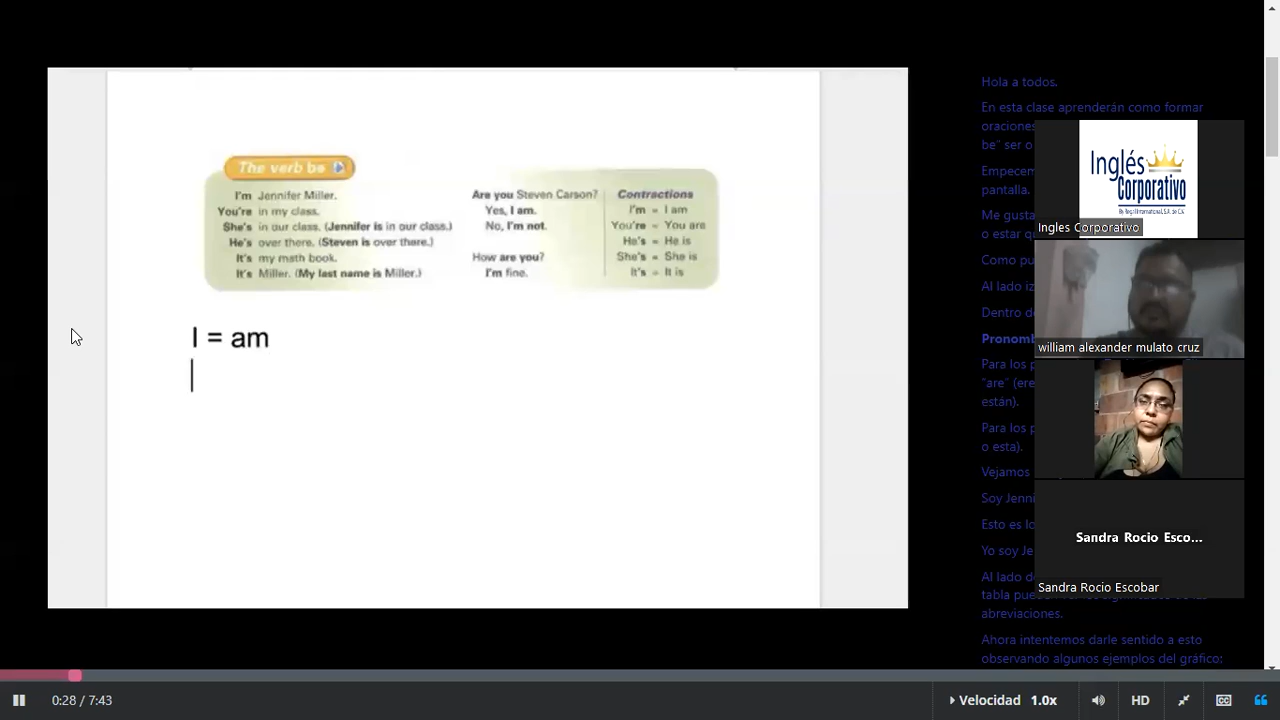 The verb be
I'm Jennifer Miller.
You're in my class.
She's in our class. (Jennifer is in our class.)
He's over there. (Steven is over there.)
It's my math book.
It's Miller. (My last name is Miller.)
Are you Steven Carson?
Yes, I am.
No, I'm not.
How are you?
I'm fine.
Contractions
I'm = I am
You're = You are
He's = He is
She's = She is
It's = It is
I = am
Hola a todos.
En esta clase aprenderán como formar
oraciones
be" ser o
Empecem
pantalla.
Me gusta
o estar qu
Como pu
Al lado iz
Dentro de
Pronomb
Para los p
"are" (ere
están).
Para los p
o esta).
Vejamos
Soy Jenni
Esto es lo
Yo soy Je
Al lado de
tabla pue
abreviaciones.
Ahora intentemos darle sentido a esto
observando algunos ejemplos del gráfico:
Inglés
Corporativo
Ingles Corporativo
william alexander mulato cruz
Sandra Rocio Esco...
Sandra Rocio Escobar
0:28 / 7:43
Velocidad 1.0x
HD
CC